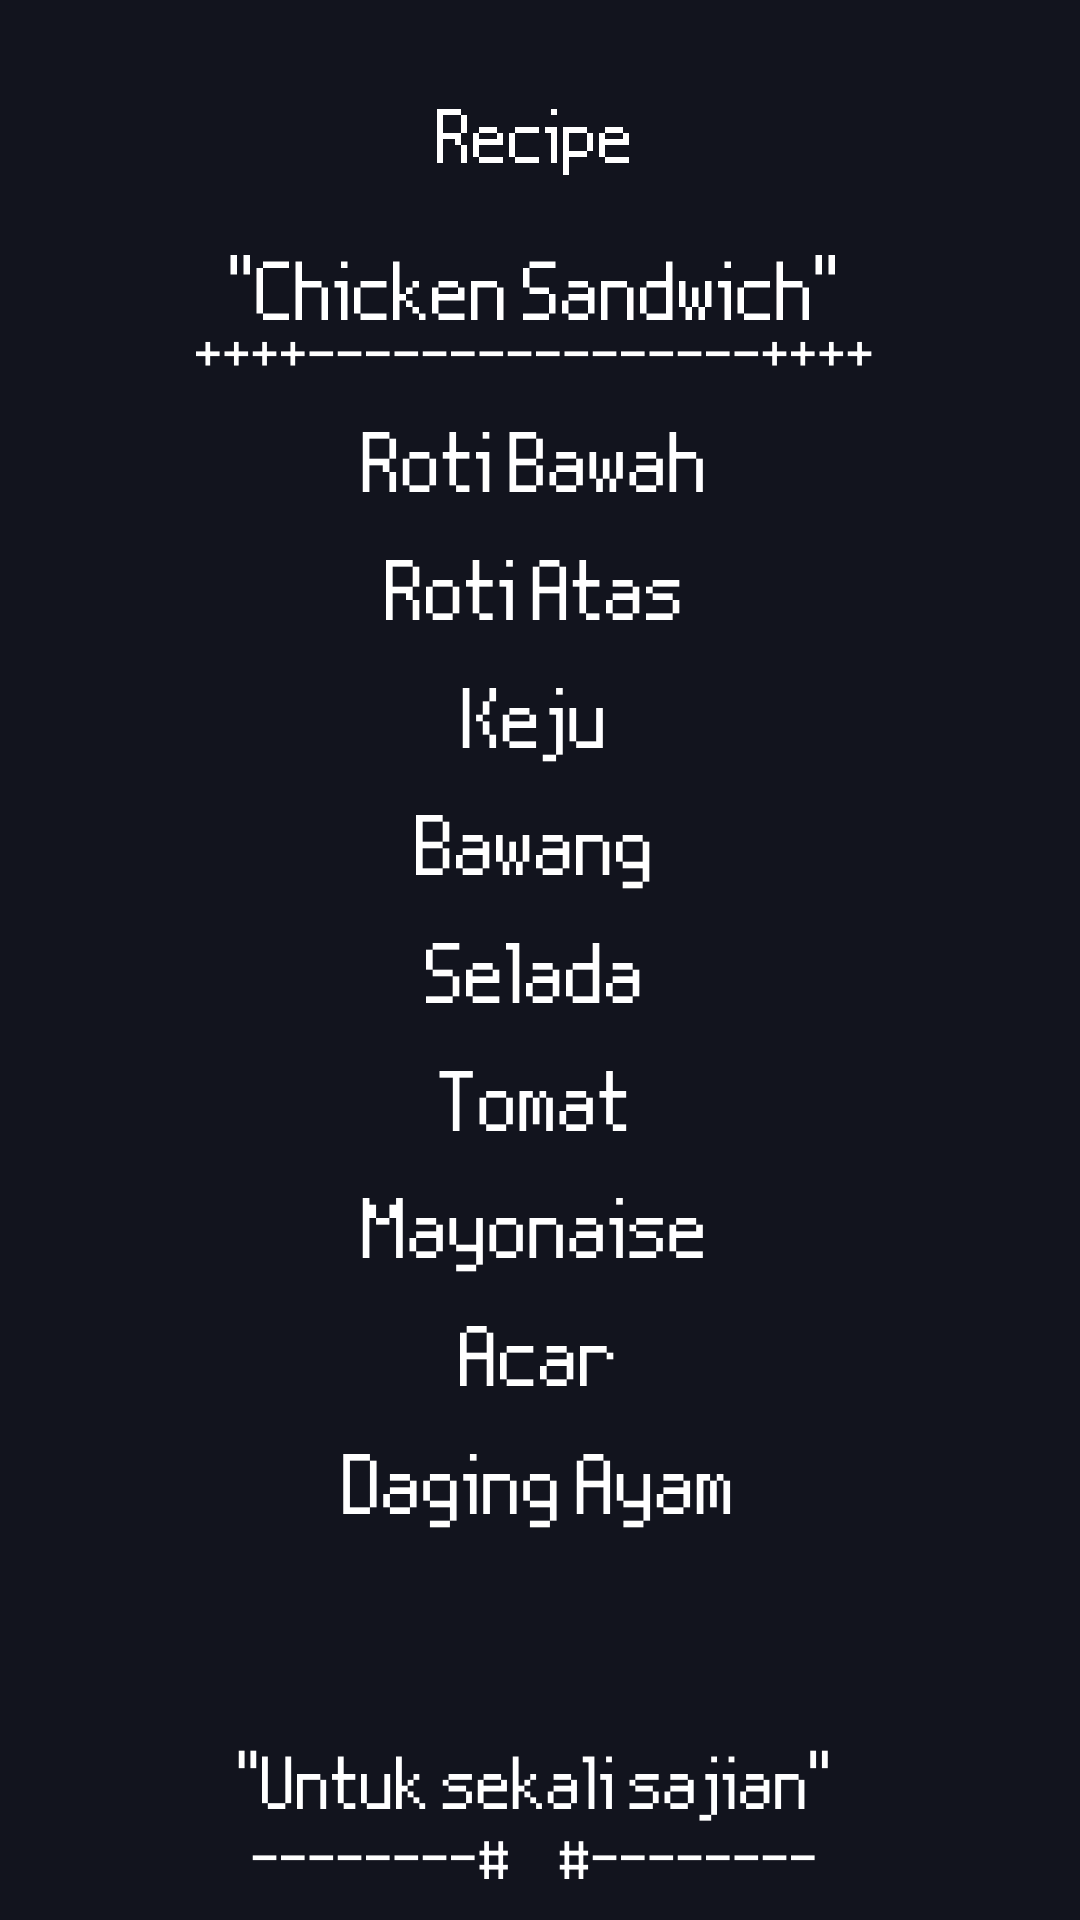 Recipe
"Chicken Sandwich"
++++----------------++++
Roti Bawah
Roti Atas
Keju
Bawang
Selada
Tomat
Mayonaise
Acar
Daging Ayam
"Untuk sekali sajian"
--------#  #--------